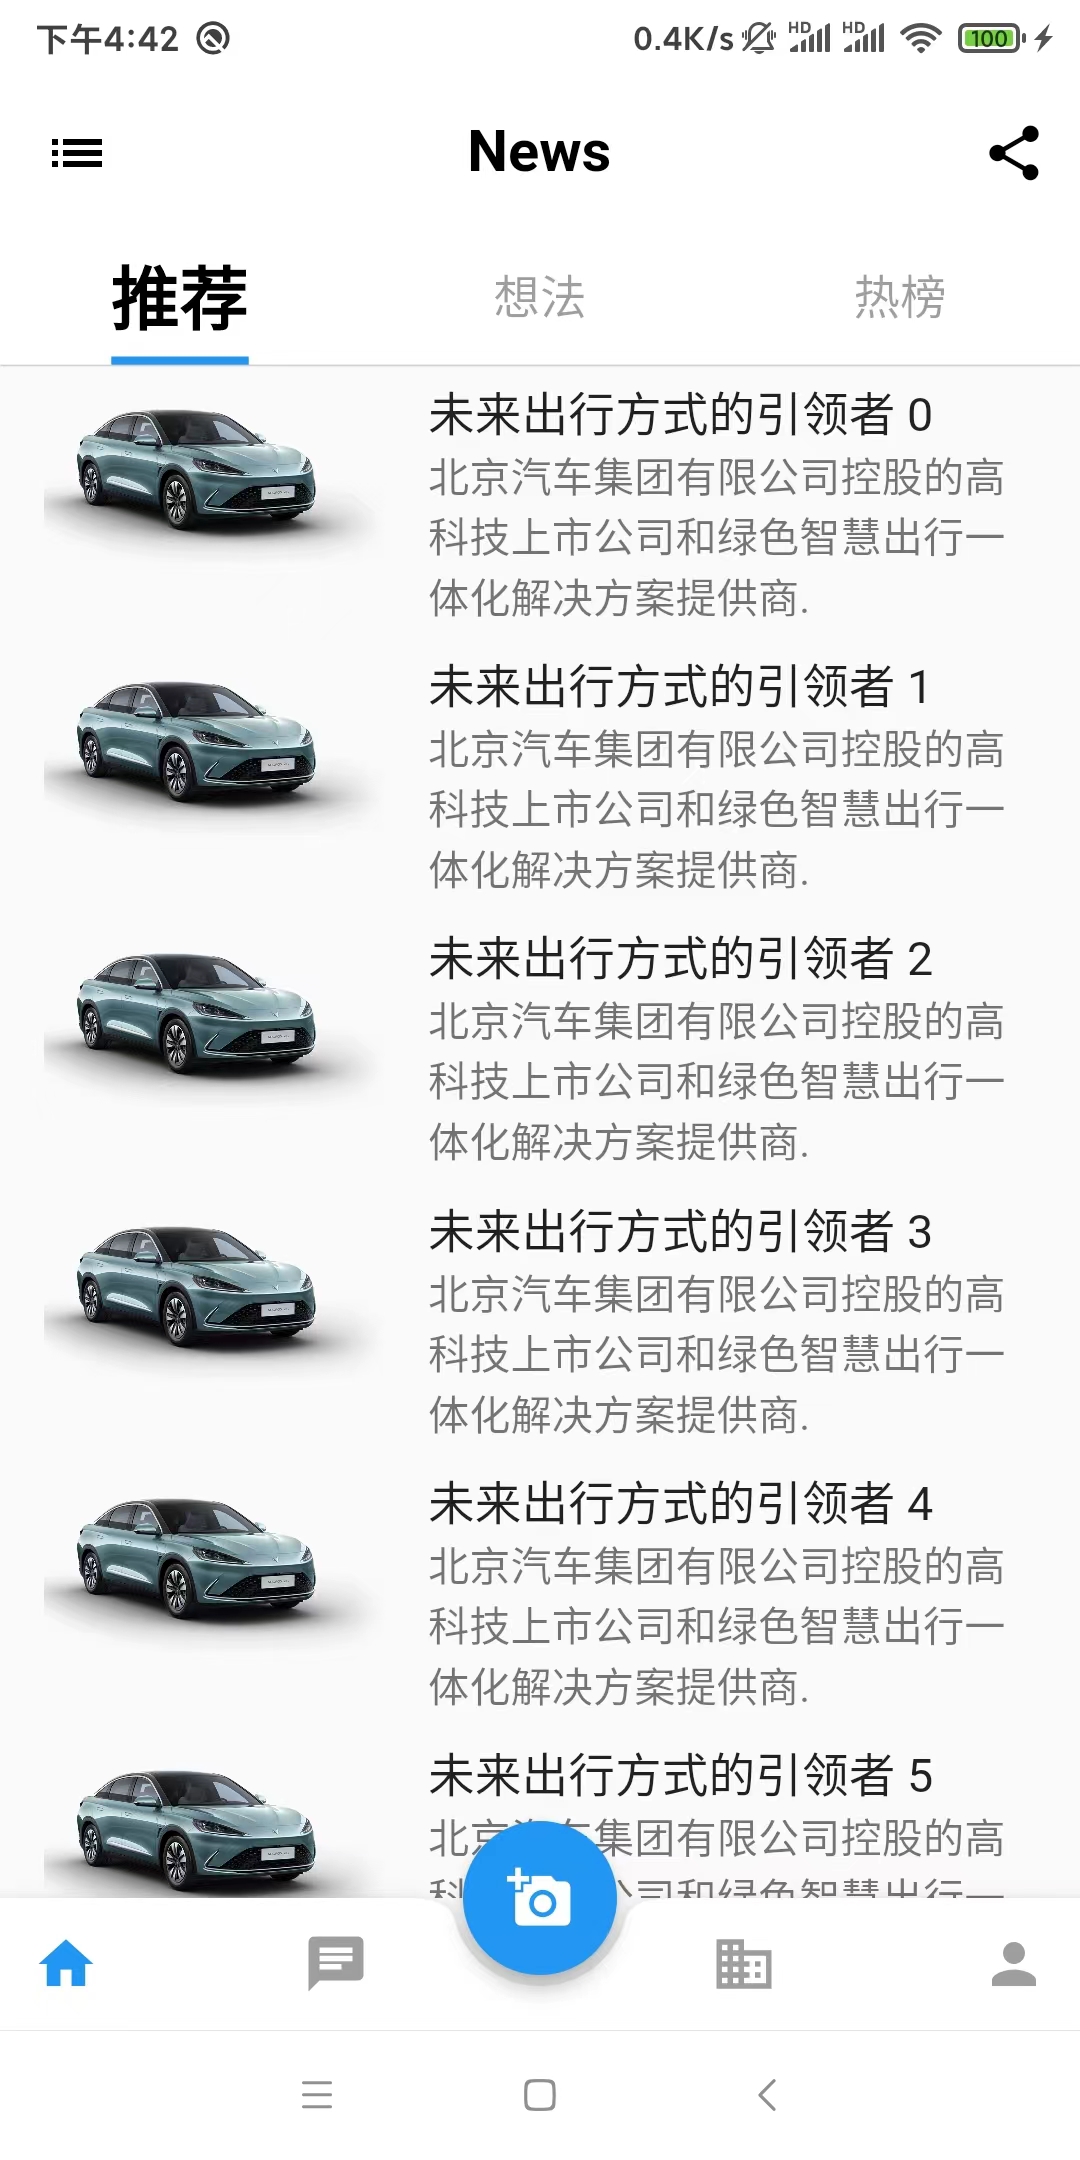 下午4:42 0.4K/s HD HD 100
News
推荐 想法 热榜
未来出行方式的引领者 0
北京汽车集团有限公司控股的高
科技上市公司和绿色智慧出行一
体化解决方案提供商.
未来出行方式的引领者 1
北京汽车集团有限公司控股的高
科技上市公司和绿色智慧出行一
体化解决方案提供商.
未来出行方式的引领者 2
北京汽车集团有限公司控股的高
科技上市公司和绿色智慧出行一
体化解决方案提供商.
未来出行方式的引领者 3
北京汽车集团有限公司控股的高
科技上市公司和绿色智慧出行一
体化解决方案提供商.
未来出行方式的引领者 4
北京汽车集团有限公司控股的高
科技上市公司和绿色智慧出行一
体化解决方案提供商.
未来出行方式的引领者 5
北京 集团有限公司控股的高